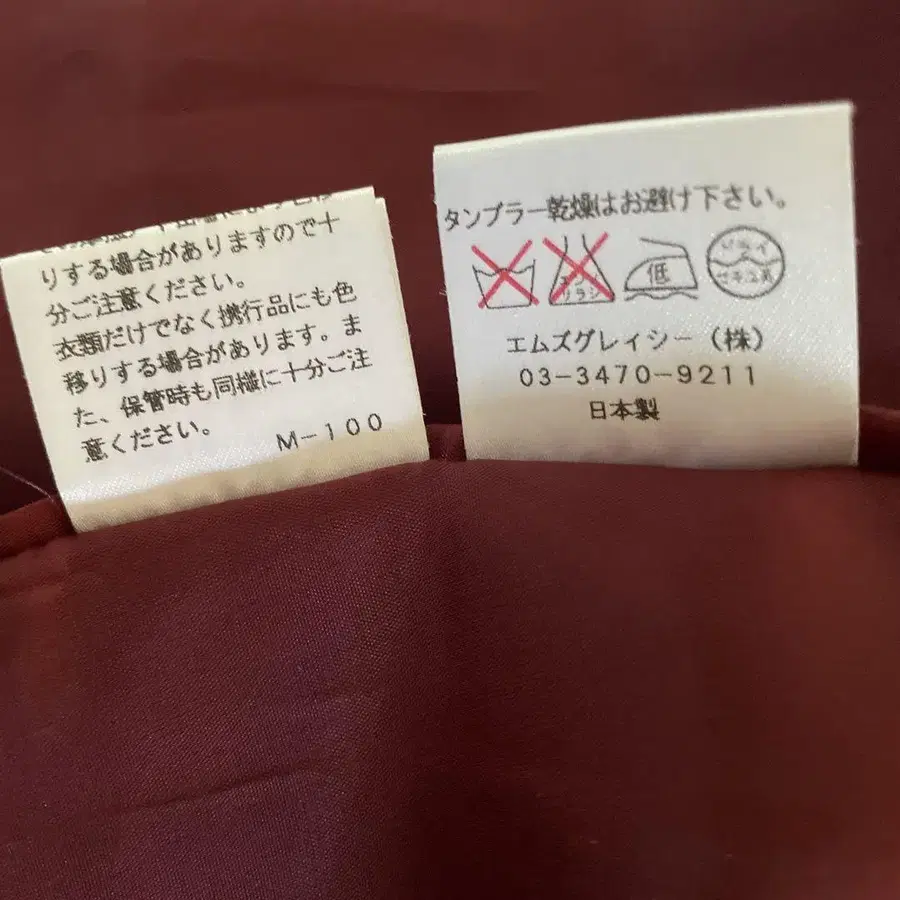 りする場合がありますので十
分ご注意ください。
衣類だけでなく携行品にも色
移りする場合があります。ま
た、保管時も同様に十分ご注
意ください。
M-100
タンブラー乾燥はお避け下さい。
低
エムズグレイシー（株）
03-3470-9211
日本製